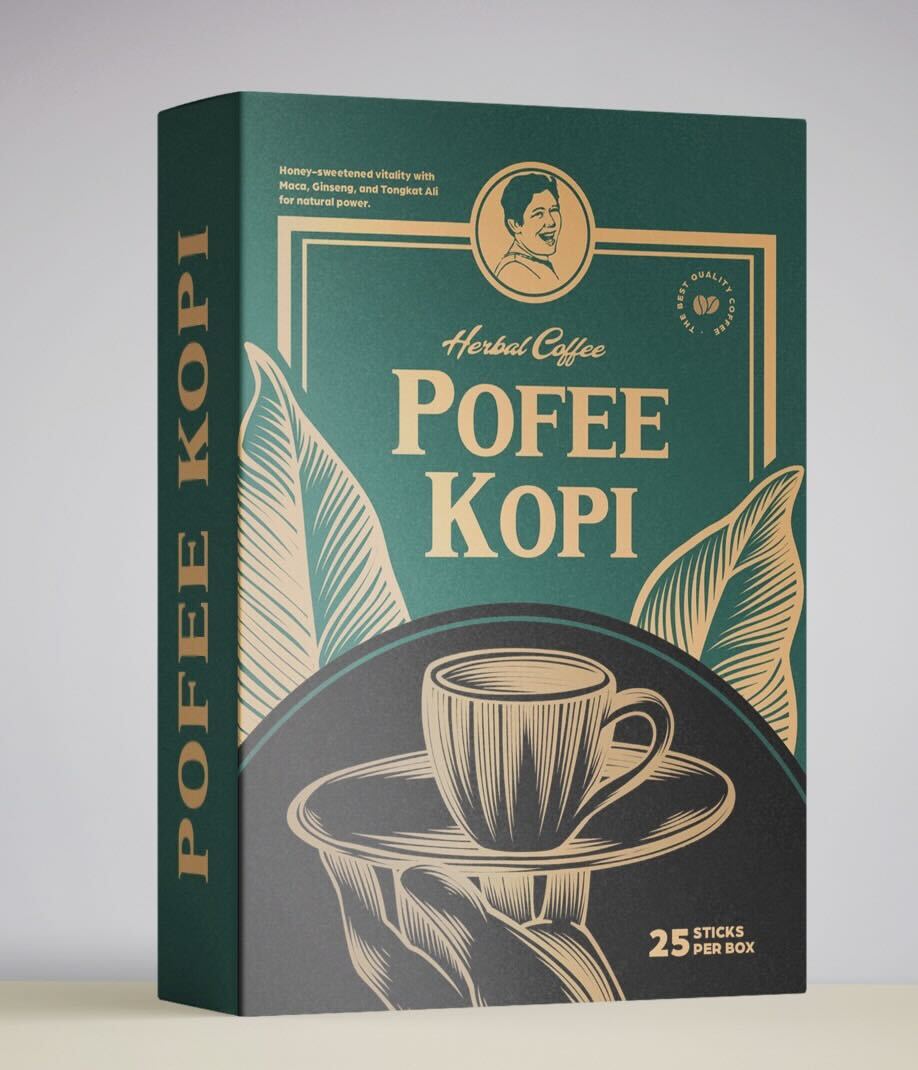 Honey-sweetened vitality with
Maca, Ginseng, and Tongkat Ali
for natural power.
THE BEST QUALITY COFFEE
Herbal Coffee
POFEE
KOPI
25 STICKS
PER BOX
POFEE KOPI